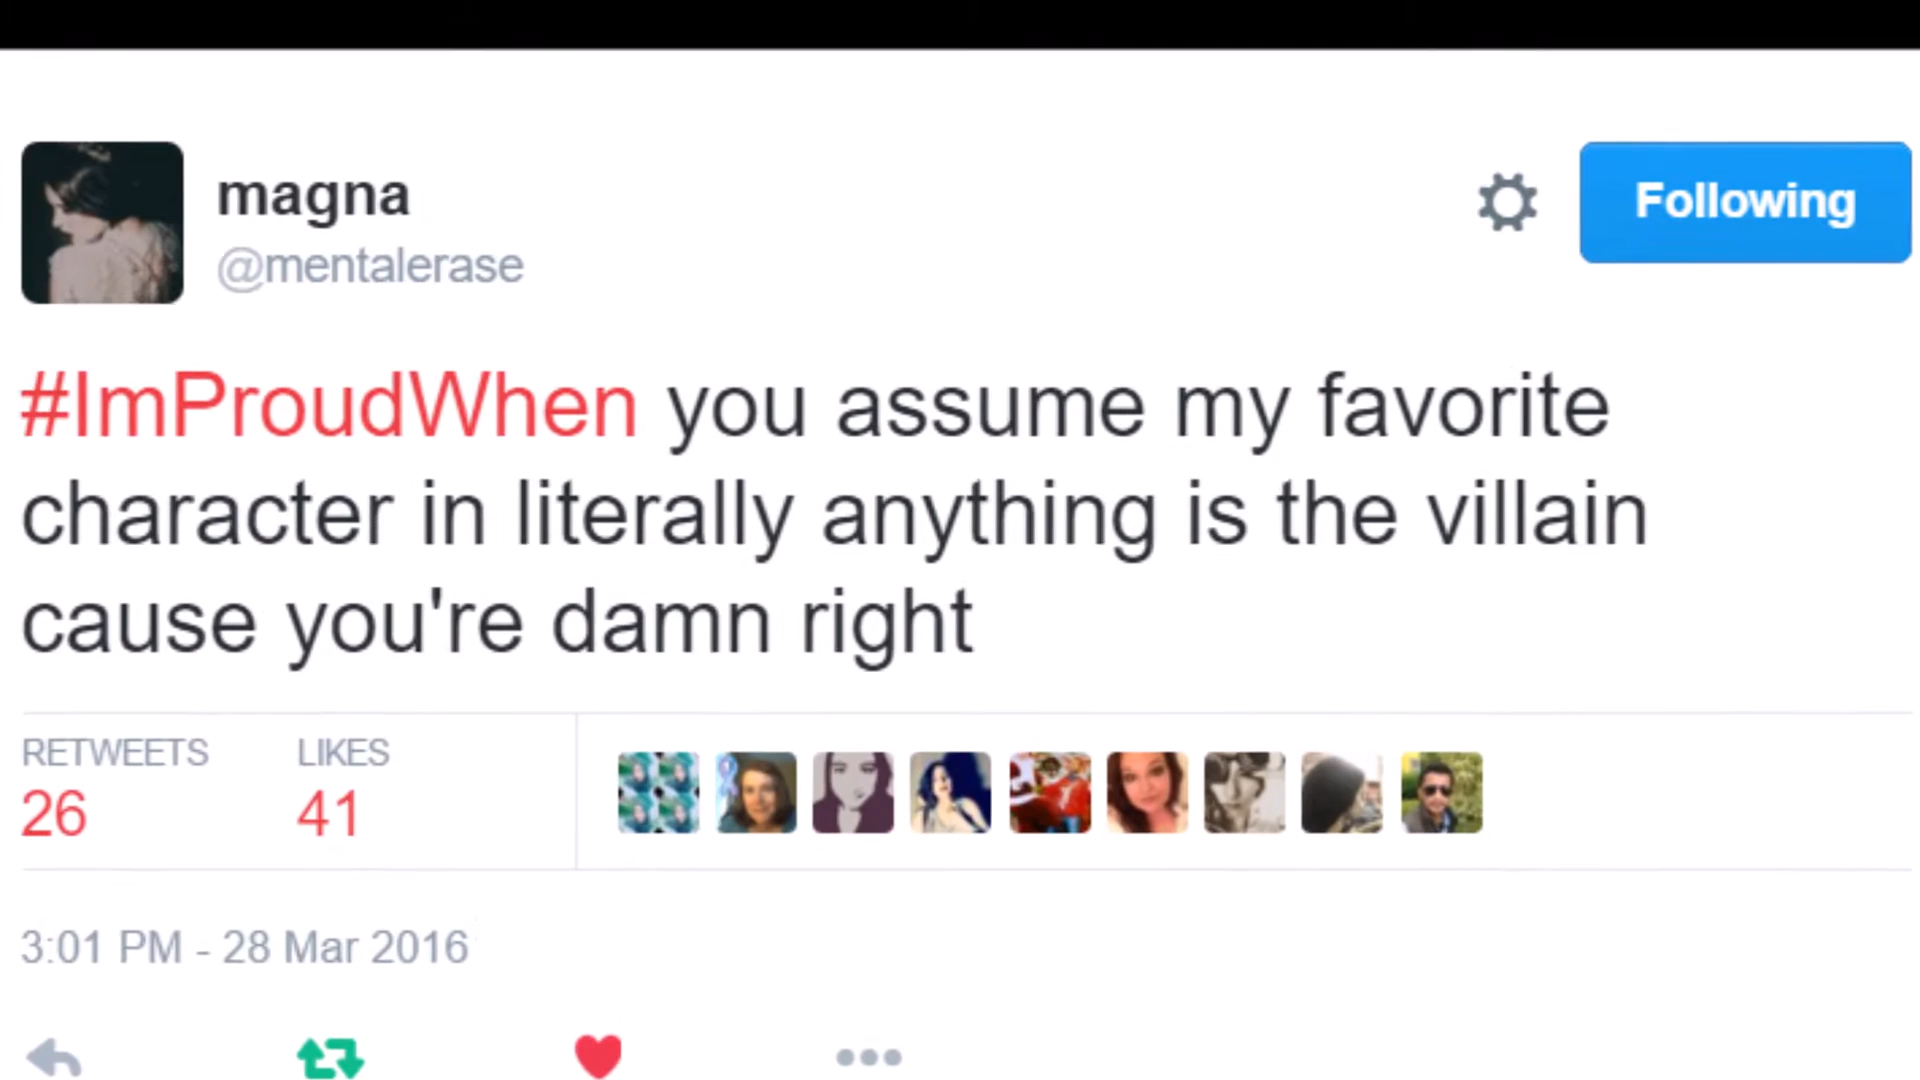 magna
@mentalerase
Following
#ImProudWhen you assume my favorite
character in literally anything is the villain
cause you're damn right
RETWEETS LIKES
26 41
3:01 PM - 28 Mar 2016